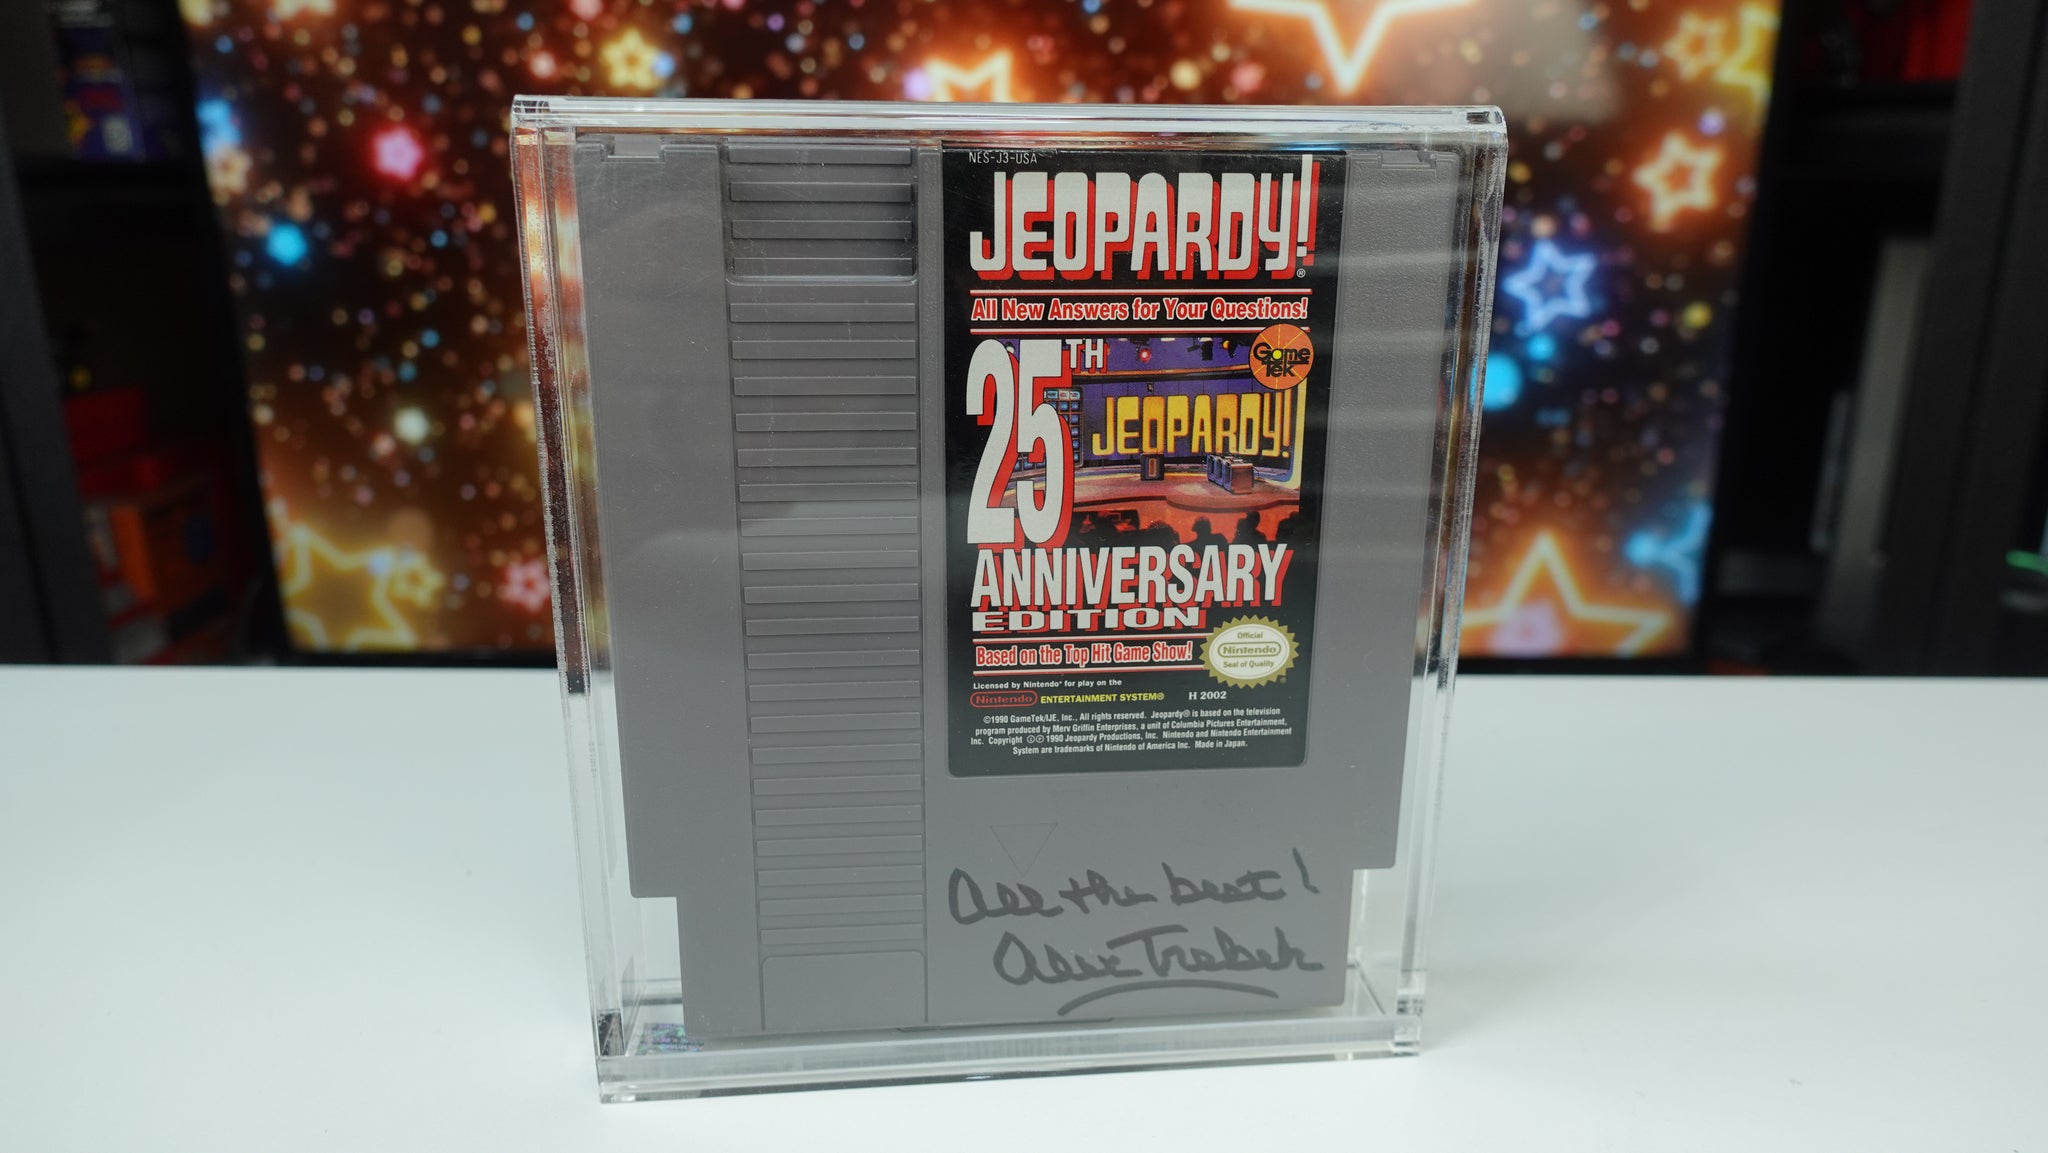 NES-J3-USA
JEOPARDY!®
All New Answers for Your Questions!
Game
Tek
25TH
JEOPARDY!
ANNIVERSARY
EDITION
Based on the Top Hit Game Show!
Official
Nintendo
Seal of Quality
Licensed by Nintendo® for play on the
Nintendo ENTERTAINMENT SYSTEM® H 2002
©1990 GameTek/IJE, Inc., All rights reserved. Jeopardy® is based on the television
program produced by Merv Griffin Enterprises, a unit of Columbia Pictures Entertainment,
Inc. Copyright ©℗ 1990 Jeopardy Productions, Inc. Nintendo and Nintendo Entertainment
System are trademarks of Nintendo of America Inc. Made in Japan.
All the best!
Alex Trebek